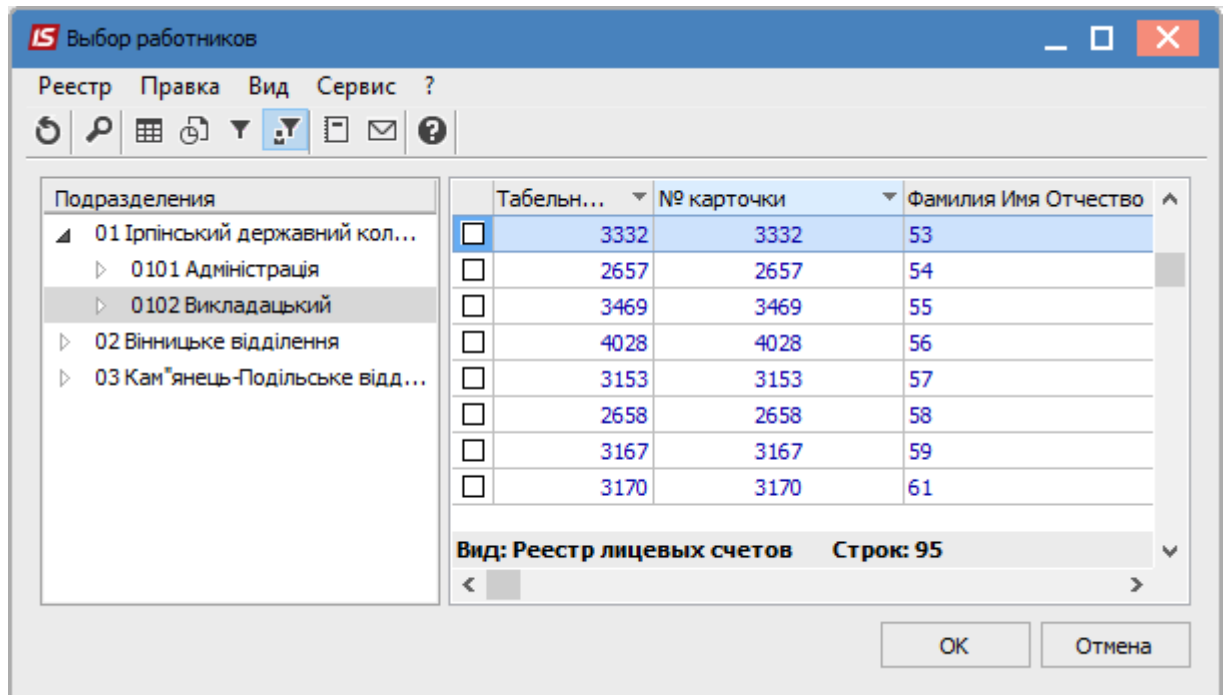 IS Выбор работников
Реестр Правка Вид Сервис ?
Подразделения
01 Ірпінський державний кол...
0101 Адміністрація
0102 Викладацький
02 Вінницьке відділення
03 Кам"янець-Подільське відд...
Табельн... № карточки Фамилия Имя Отчество
3332 3332 53
2657 2657 54
3469 3469 55
4028 4028 56
3153 3153 57
2658 2658 58
3167 3167 59
3170 3170 61
Вид: Реестр лицевых счетов Строк: 95
OK Отмена